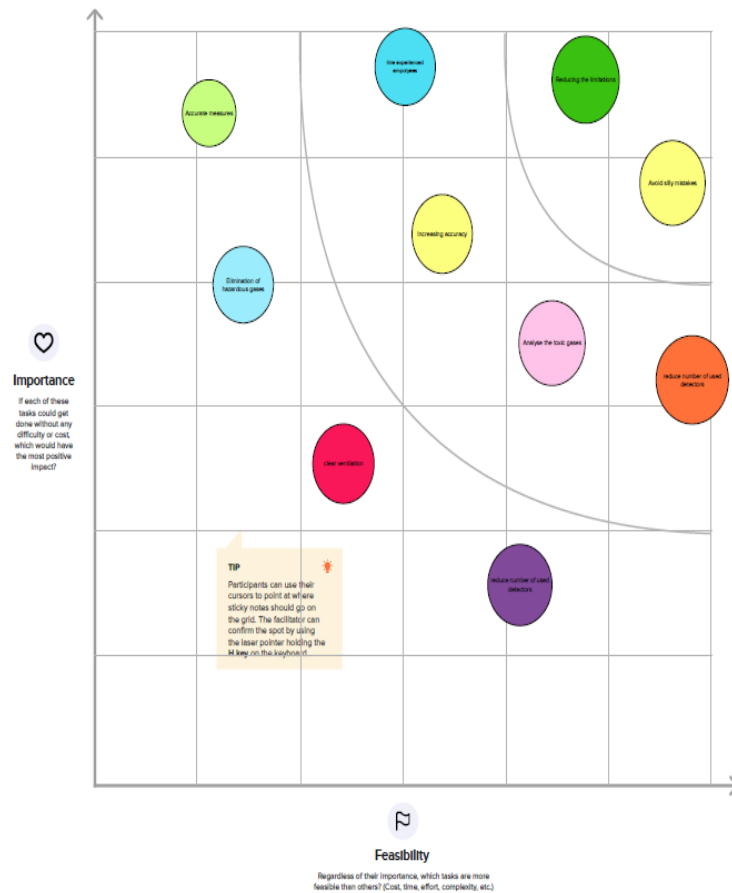 hire experienced
empolyees
Reducing the limitations
Accurate measures
Avoid silly mistakes
Increasing accuracy
Elimination of
hazardous gases
Analyse the toxic gases
reduce number of used
detectors
Importance
If each of these
tasks could get
done without any
difficulty or cost,
which would have
the most positive
impact?
clear ventilation
TIP
Participants can use their
cursors to point at where
sticky notes should go on
the grid. The facilitator can
confirm the spot by using
the laser pointer holding the
H key on the keyboard.
reduce number of used
detectors
Feasibility
Regardless of their importance, which tasks are more
feasible than others? (Cost, time, effort, complexity, etc.)